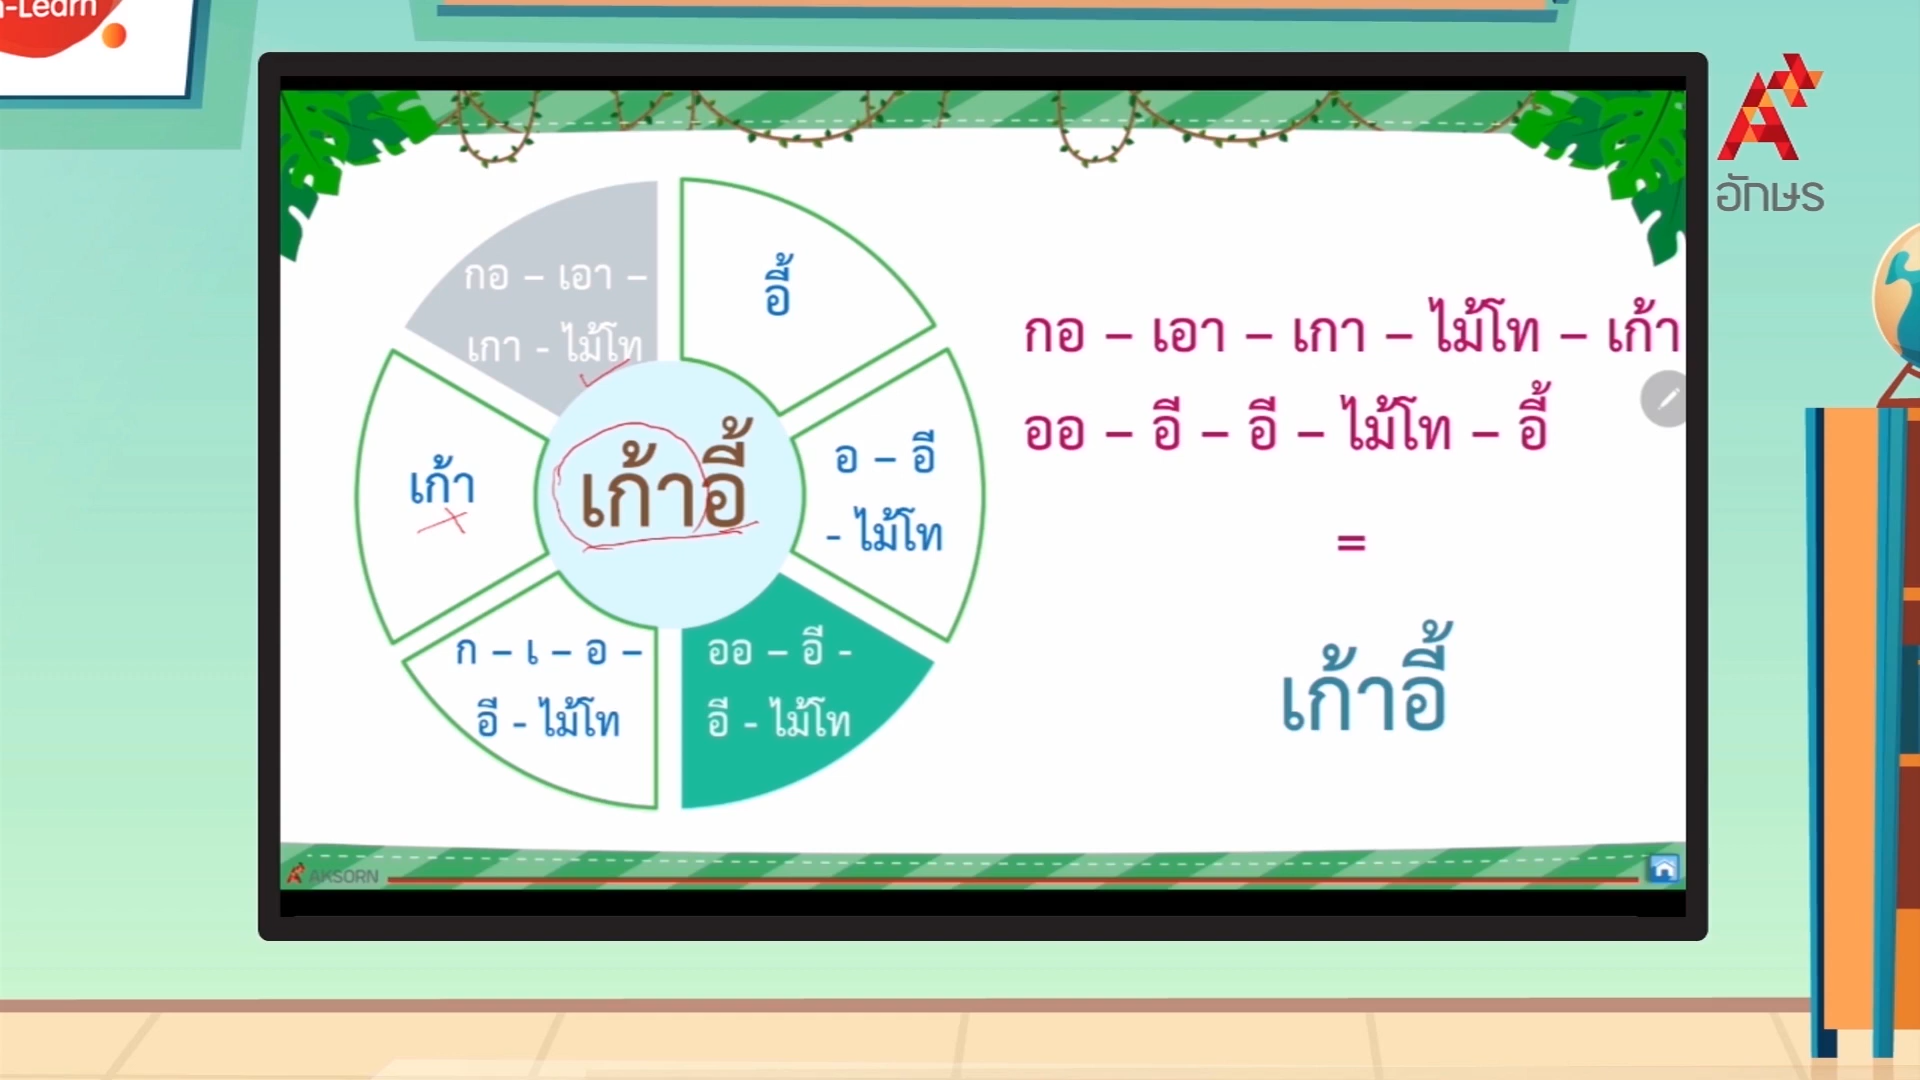 n-Learn
อักษร
กอ – เอา –
เกา - ไม้โท
อี้
อ – อี
- ไม้โท
ออ – อี -
อี - ไม้โท
ก – เ – อ –
อี - ไม้โท
เก้า
เก้าอี้
กอ – เอา – เกา – ไม้โท – เก้า
ออ – อี – อี – ไม้โท – อี้
=
เก้าอี้
AKSORN